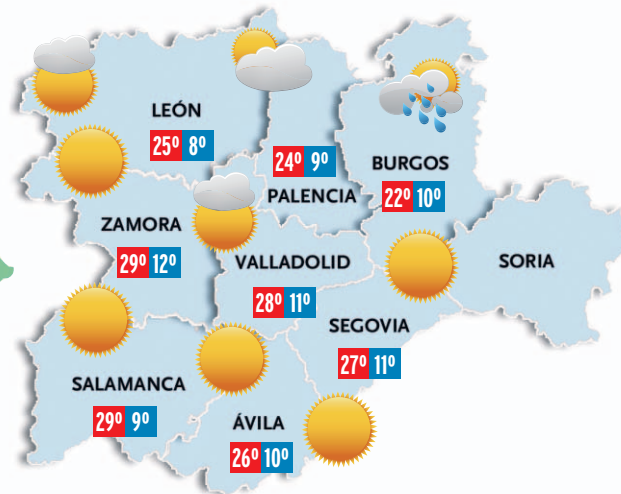 LEÓN
25º 8º
24º 9º
PALENCIA
BURGOS
22º 10º
ZAMORA
29º 12º
VALLADOLID
28º 11º
SORIA
SEGOVIA
27º 11º
SALAMANCA
29º 9º
ÁVILA
26º 10º